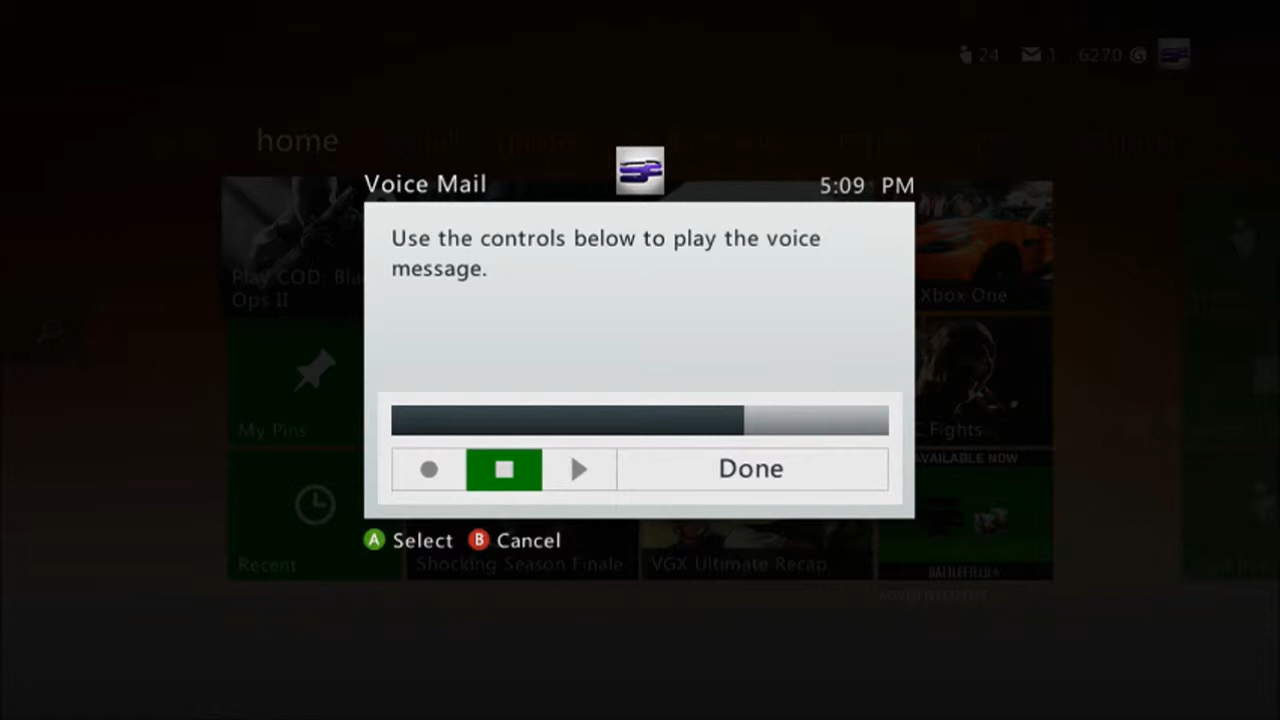 24 1 6270 G
home
Voice Mail 5:09 PM
Use the controls below to play the voice
message.
Play COD: Bla
Ops II
My Pins
Recent
Xbox One
Fights
AVAILABLE NOW
Done
A Select B Cancel
Shocking Season Finale
VGX Ultimate Recap
BATTLEFIELD 4